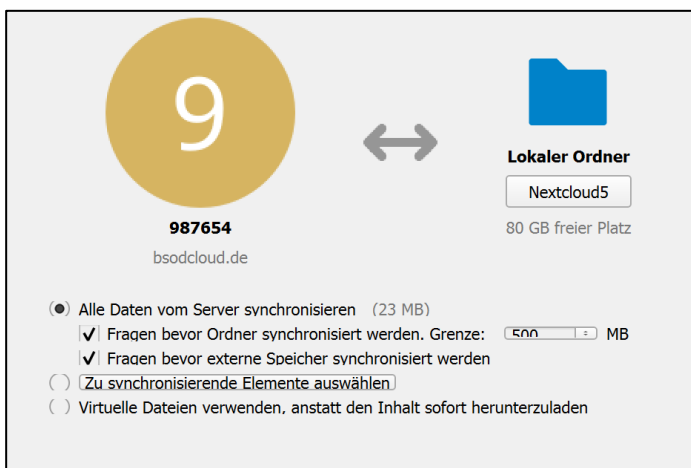 9
987654
bsodcloud.de
Lokaler Ordner
Nextcloud5
80 GB freier Platz
Alle Daten vom Server synchronisieren (23 MB)
Fragen bevor Ordner synchronisiert werden. Grenze: 500 MB
Fragen bevor externe Speicher synchronisiert werden
Zu synchronisierende Elemente auswählen
Virtuelle Dateien verwenden, anstatt den Inhalt sofort herunterzuladen